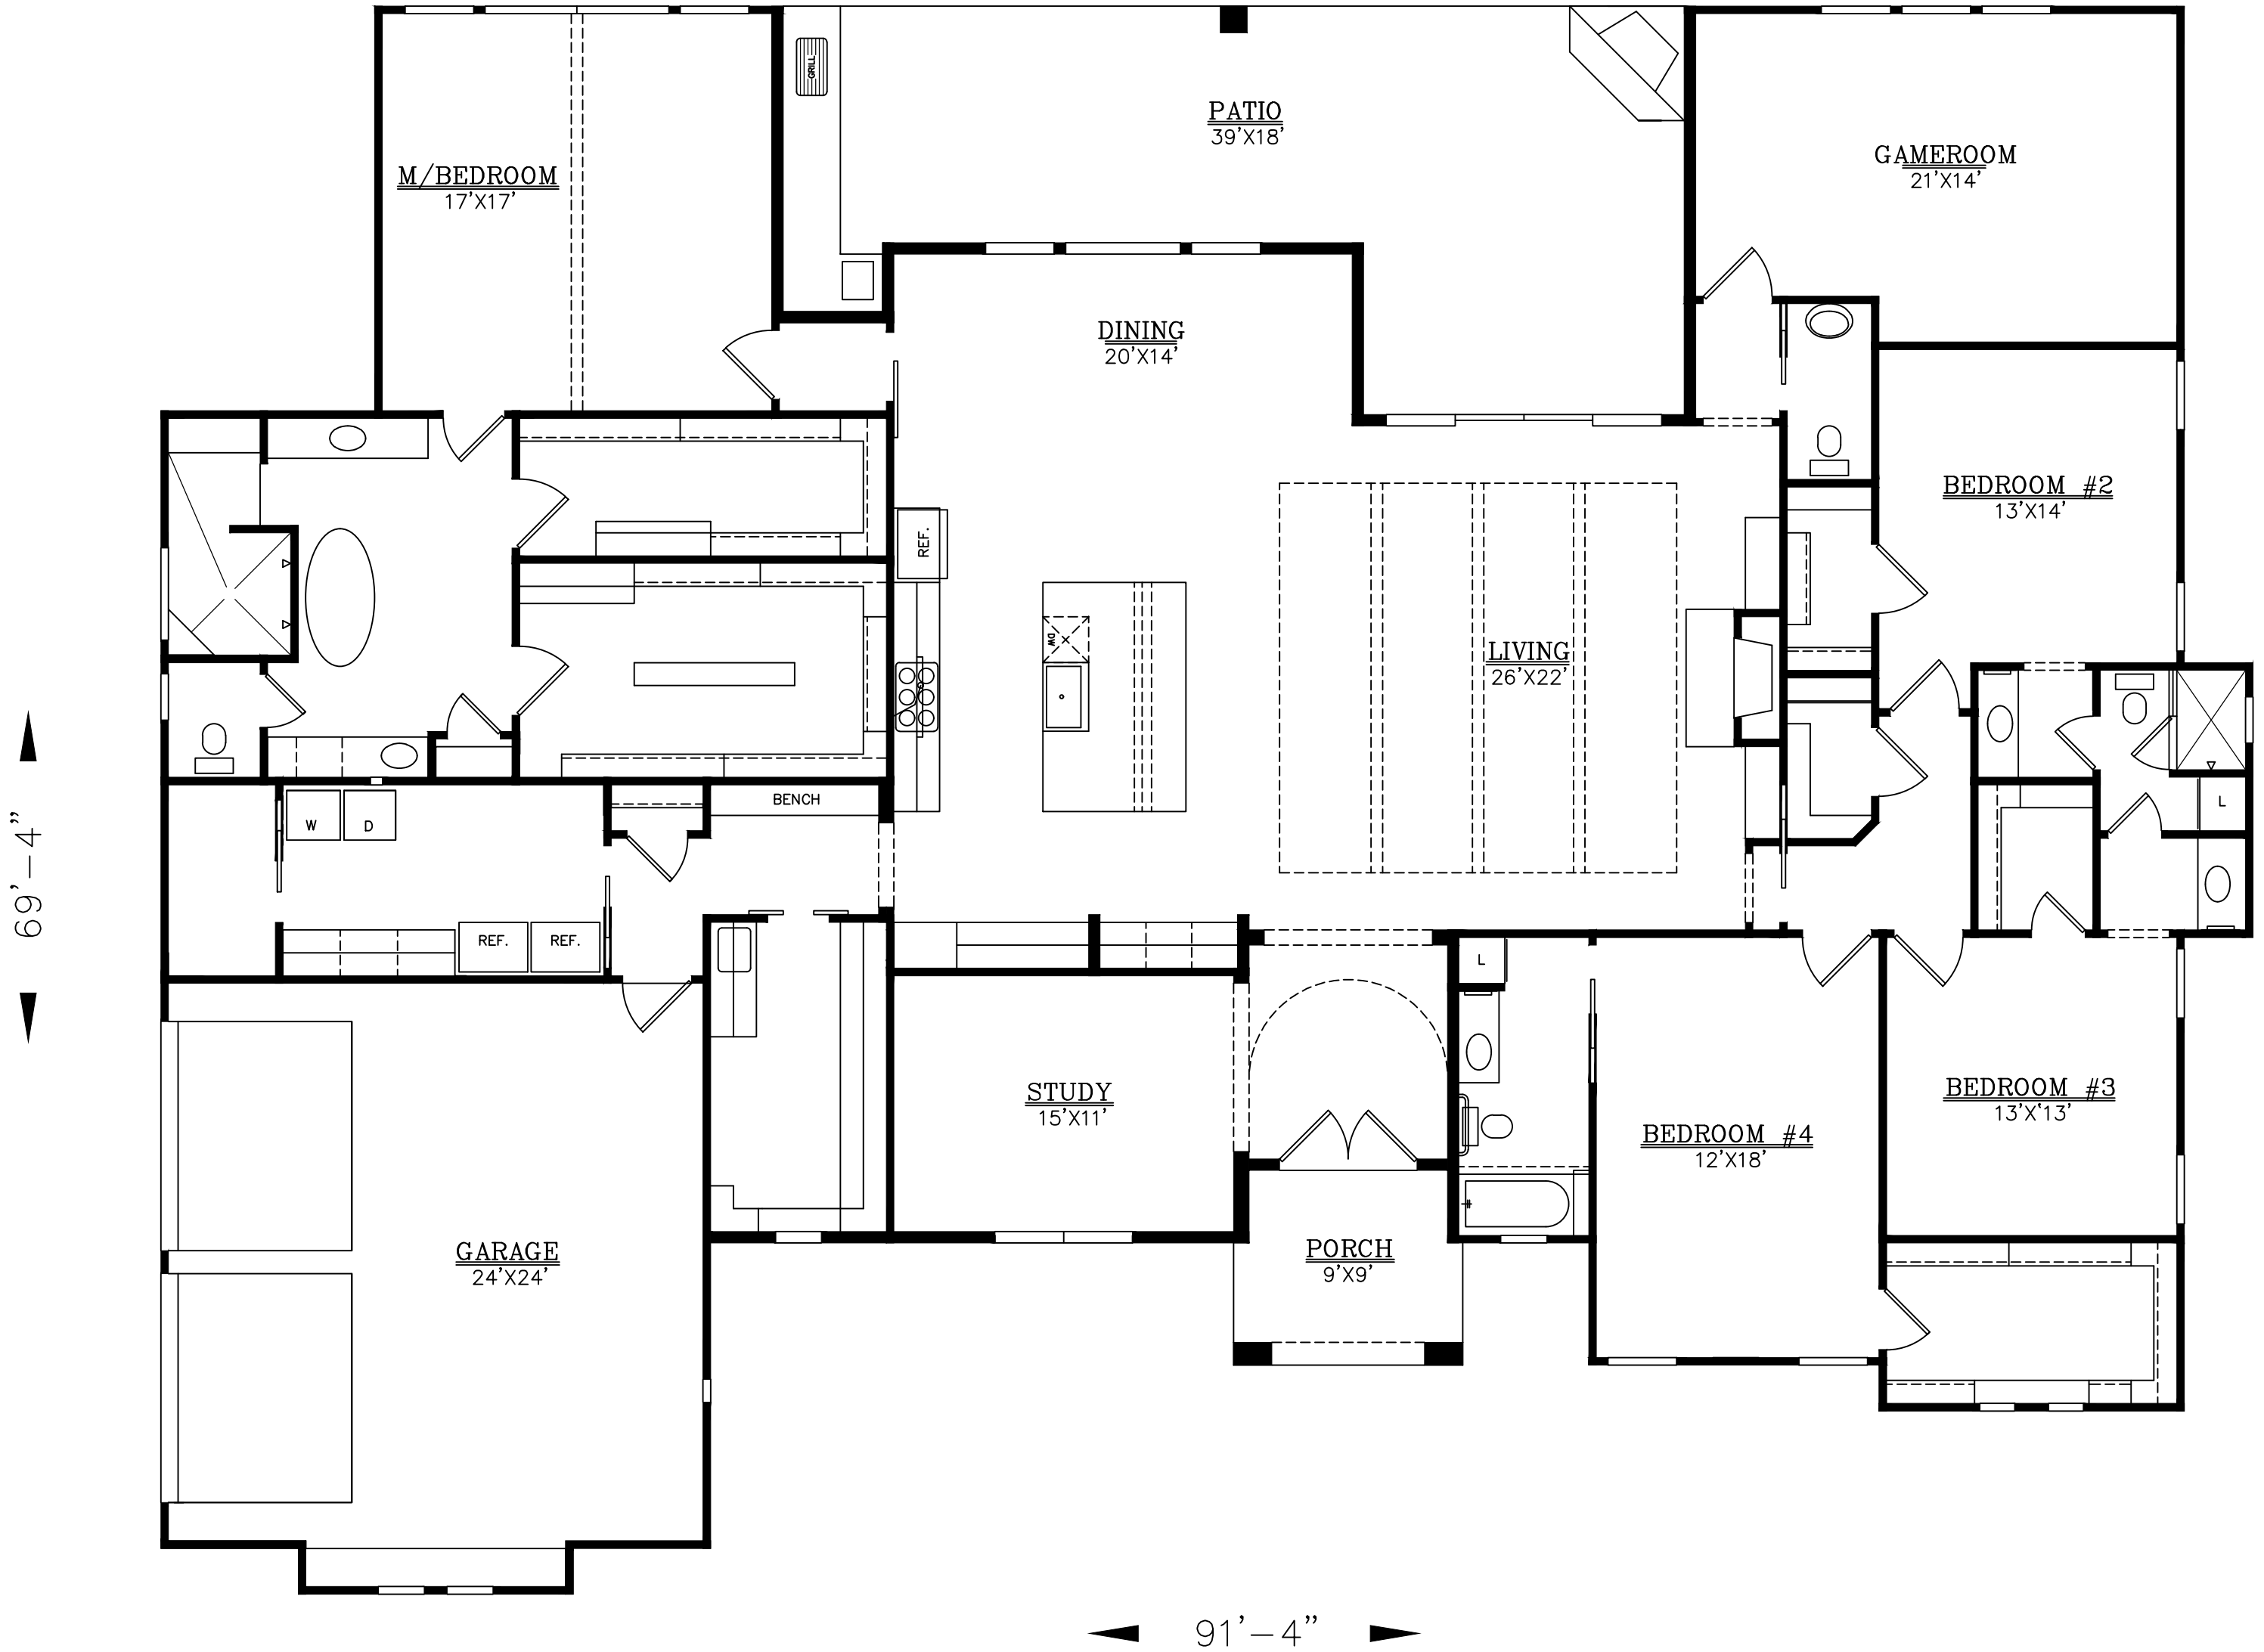 GRILL
PATIO
39'X18'
M/BEDROOM
17'X17'
GAMEROOM
21'X14'
DINING
20'X14'
BEDROOM #2
13'X14'
REF.
DW
LIVING
26'X22'
BENCH
W
D
L
69'-4"
REF.
REF.
L
STUDY
15'X11'
BEDROOM #3
13'X'13'
BEDROOM #4
12'X18'
GARAGE
24'X24'
PORCH
9'X9'
91'-4"